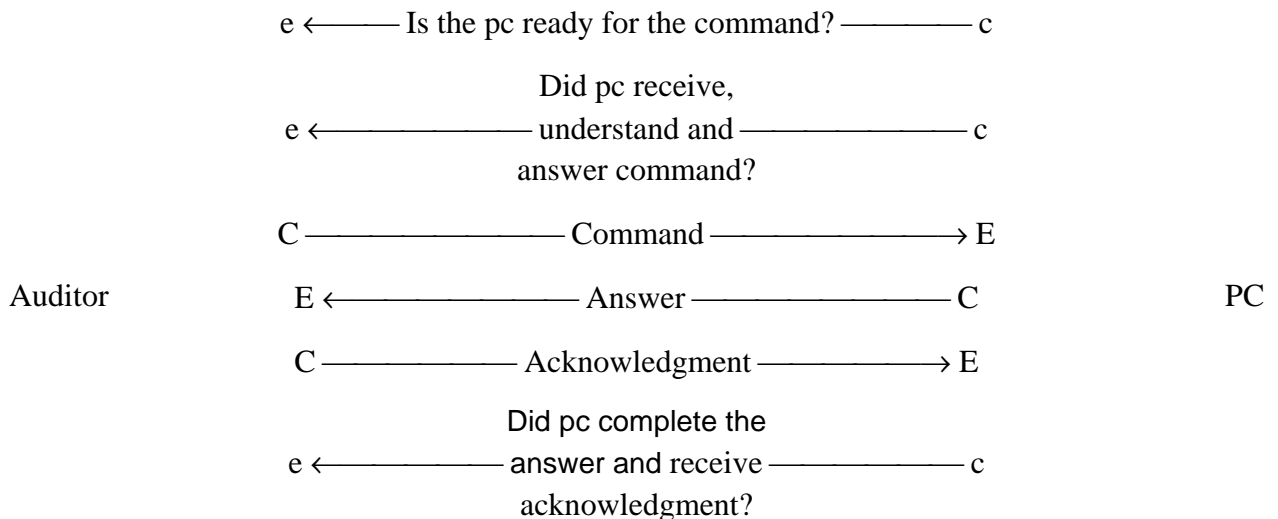 e ←—— Is the pc ready for the command? ——— c
Did pc receive,
e ←———— understand and ———— c
answer command?
C ———— Command ————→ E
Auditor E ←———— Answer ———— C PC
C ——— Acknowledgment ———→ E
Did pc complete the
e ←——— answer and receive ——— c
acknowledgment?